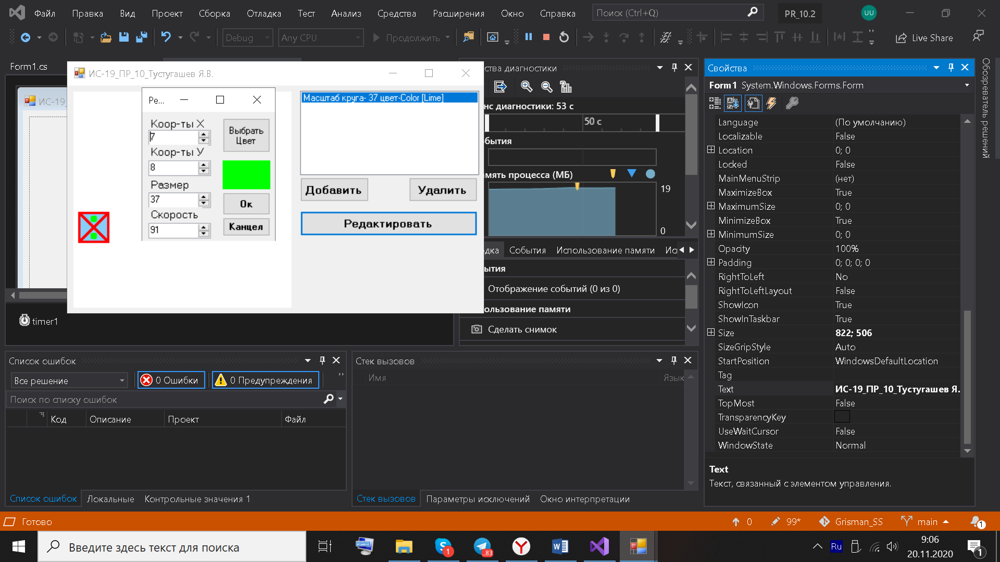 Файл Правка Вид Проект Сборка Отладка Тест Анализ Средства Расширения Окно Справка Поиск (Ctrl+Q) PR_10.2 UU
Debug Any CPU Продолжить Live Share
Form1.cs
ИС-19_
timer1
ИС-19_ПР_10_Тустугашев Я.В.
Ре...
Коор-ты X
7
Коор-ты У
8
Размер
37
Скорость
91
Выбрать
Цвет
Ок
Канцел
Масштаб круга- 37 цвет-Color [Lime]
Добавить Удалить
Редактировать
ства диагностики
нс диагностики: 53 с
50 с
бытия
амять процесса (МБ)
19
0
дка События Использование памяти Ис
ытия
Отображение событий (0 из 0)
ользование памяти
Сделать снимок
Свойства
Form1 System.Windows.Forms.Form
Language (По умолчанию)
Localizable False
Location 0; 0
Locked False
MainMenuStrip (нет)
MaximizeBox True
MaximumSize 0; 0
MinimizeBox True
MinimumSize 0; 0
Opacity 100%
Padding 0; 0; 0; 0
RightToLeft No
RightToLeftLayout False
ShowIcon True
ShowInTaskbar True
Size 822; 506
SizeGripStyle Auto
StartPosition WindowsDefaultLocation
Tag
Text ИС-19_ПР_10_Тустугашев Я.
TopMost False
TransparencyKey
UseWaitCursor False
WindowState Normal
Text
Текст, связанный с элементом управления.
Обозреватель решений
Список ошибок
Все решение 0 Ошибки 0 Предупреждения
Поиск по списку ошибок
Код Описание Проект Файл
Список ошибок Локальные Контрольные значения 1
Стек вызовов
Имя Язык
Стек вызовов Параметры исключений Окно интерпретации
Готово 0 99* Grisman_SS main 1
Введите здесь текст для поиска
1
..83
Ru
9:06
20.11.2020
1